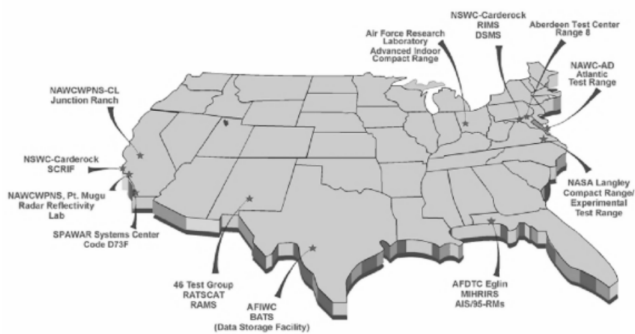 NSWC-Carderock
RIMS
DSMS
Aberdeen Test Center
Range 8
Air Force Research
Laboratory
Advanced Indoor
Compact Range
NAWC-AD
Atlantic
Test Range
NAWCWPNS-CL
Junction Ranch
NSWC-Carderock
SCRIF
NAWCWPNS, Pt. Mugu
Radar Reflectivity
Lab
SPAWAR Systems Center
Code D73F
NASA Langley
Compact Range/
Experimental
Test Range
46 Test Group
RATSCAT
RAMS
AFIWC
BATS
(Data Storage Facility)
AFDTC Eglin
MIHRIRS
AIS/95-RMs